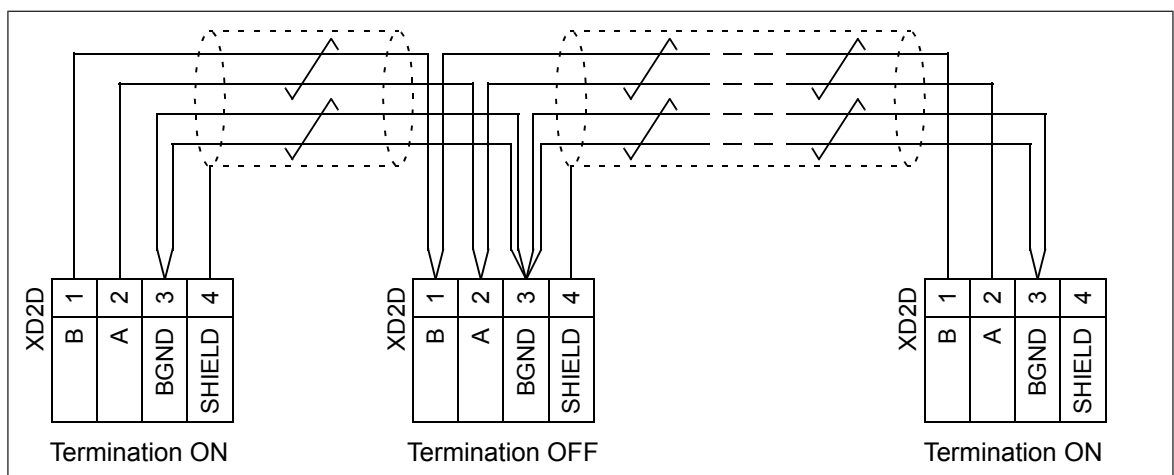 XD2D
1 2 3 4
B A BGND SHIELD
Termination ON
XD2D
1 2 3 4
B A BGND SHIELD
Termination OFF
XD2D
1 2 3 4
B A BGND SHIELD
Termination ON